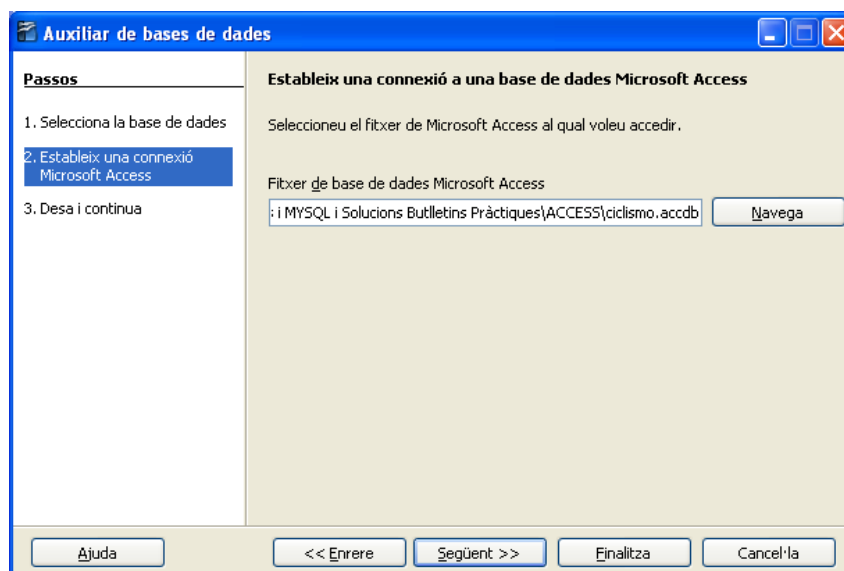 Auxiliar de bases de dades
Passos
1. Selecciona la base de dades
2. Estableix una connexió
Microsoft Access
3. Desa i continua
Estableix una connexió a una base de dades Microsoft Access
Seleccioneu el fitxer de Microsoft Access al qual voleu accedir.
Fitxer de base de dades Microsoft Access
i MYSQL i Solucions Butlletins Pràctiques\ACCESS\ciclismo.accdb
Navega
Ajuda
<< Enrere
Següent >>
Finalitza
Cancel·la